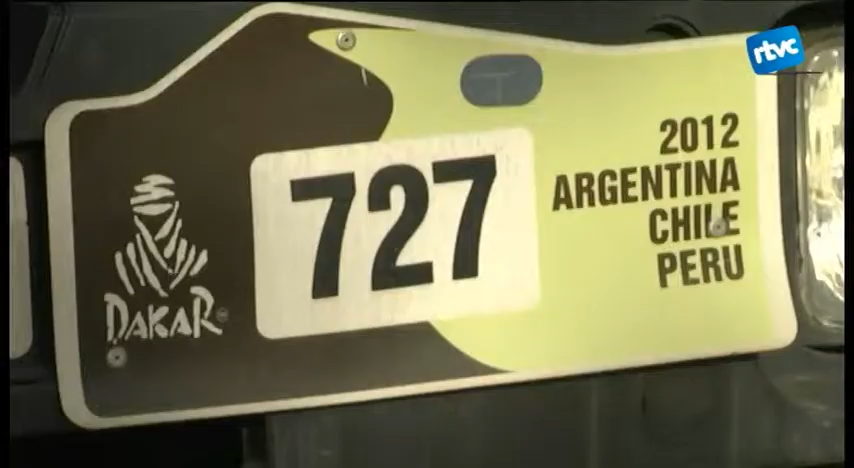 rtvc
2012
ARGENTINA
CHILE
PERU
727
DAKAR